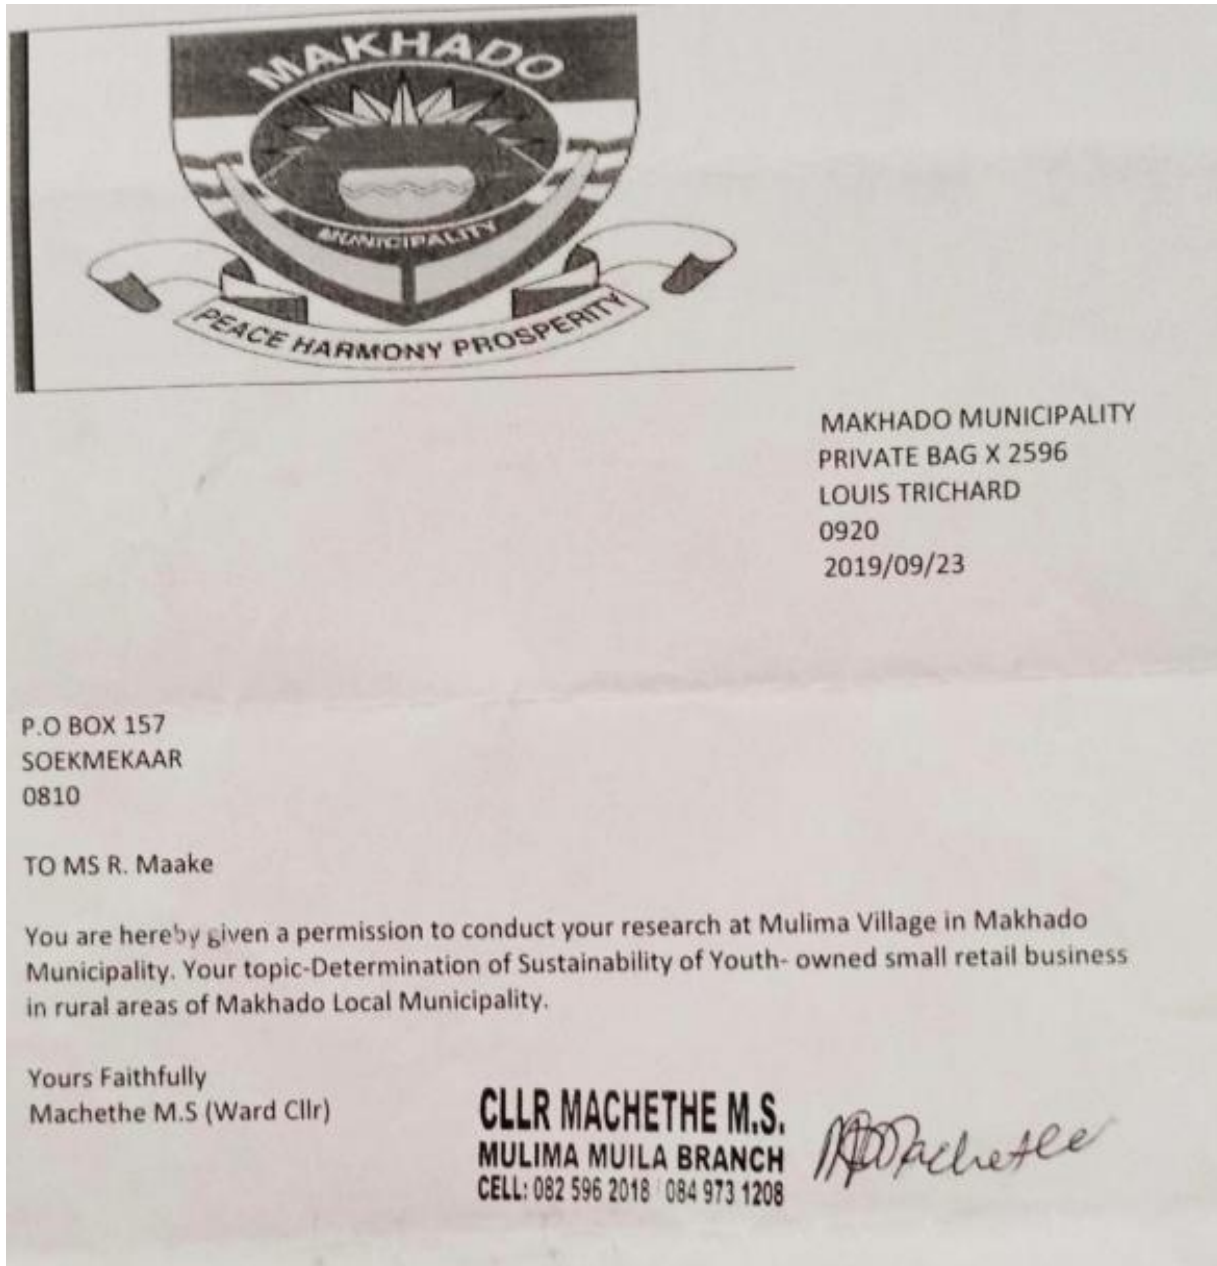 MAKHADO
MUNICIPALITY
PEACE HARMONY PROSPERITY
MAKHADO MUNICIPALITY
PRIVATE BAG X 2596
LOUIS TRICHARD
0920
2019/09/23
P.O BOX 157
SOEKMEKAAR
0810
TO MS R. Maake
You are hereby given a permission to conduct your research at Mulima Village in Makhado
Municipality. Your topic-Determination of Sustainability of Youth- owned small retail business
in rural areas of Makhado Local Municipality.
Yours Faithfully
Machethe M.S (Ward Cllr)
CLLR MACHETHE M.S.
MULIMA MUILA BRANCH
CELL: 082 596 2018 084 973 1208